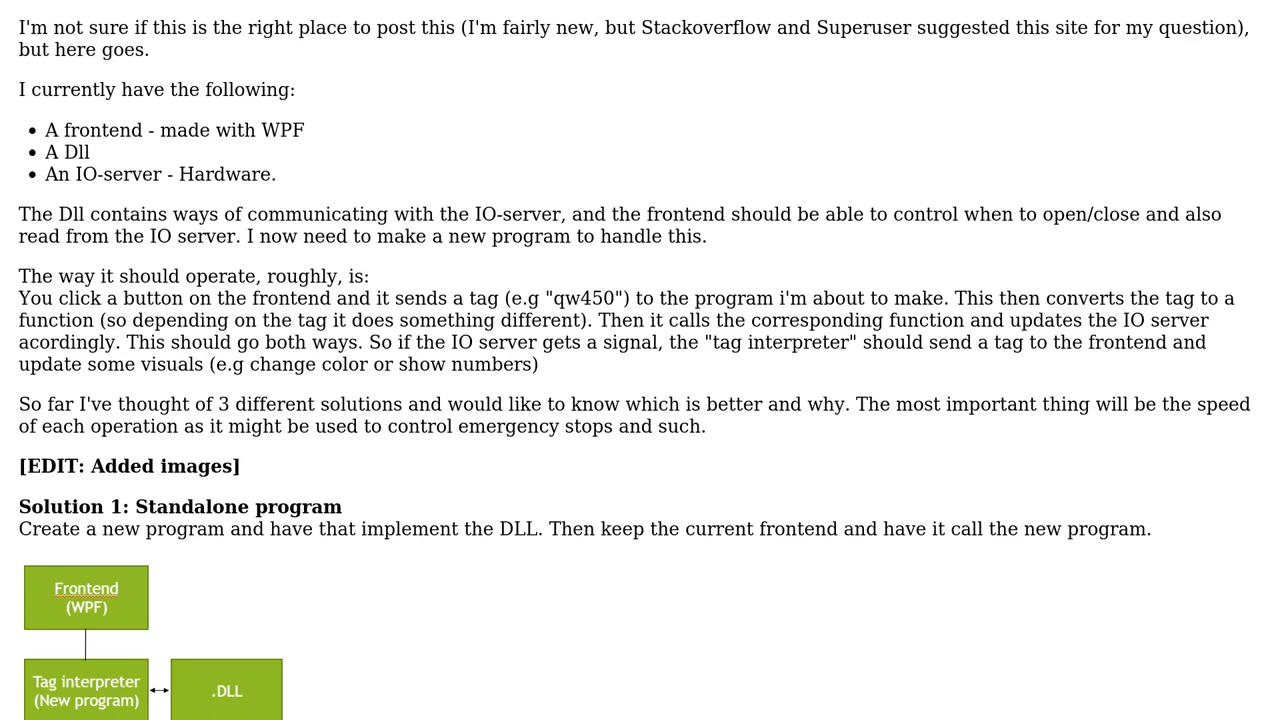 I'm not sure if this is the right place to post this (I'm fairly new, but Stackoverflow and Superuser suggested this site for my question),
but here goes.
I currently have the following:
• A frontend - made with WPF
• A Dll
• An IO-server - Hardware.
The Dll contains ways of communicating with the IO-server, and the frontend should be able to control when to open/close and also
read from the IO server. I now need to make a new program to handle this.
The way it should operate, roughly, is:
You click a button on the frontend and it sends a tag (e.g "qw450") to the program i'm about to make. This then converts the tag to a
function (so depending on the tag it does something different). Then it calls the corresponding function and updates the IO server
acordingly. This should go both ways. So if the IO server gets a signal, the "tag interpreter" should send a tag to the frontend and
update some visuals (e.g change color or show numbers)
So far I've thought of 3 different solutions and would like to know which is better and why. The most important thing will be the speed
of each operation as it might be used to control emergency stops and such.
[EDIT: Added images]
Solution 1: Standalone program
Create a new program and have that implement the DLL. Then keep the current frontend and have it call the new program.
Frontend
(WPF)
Tag interpreter
(New program)
.DLL